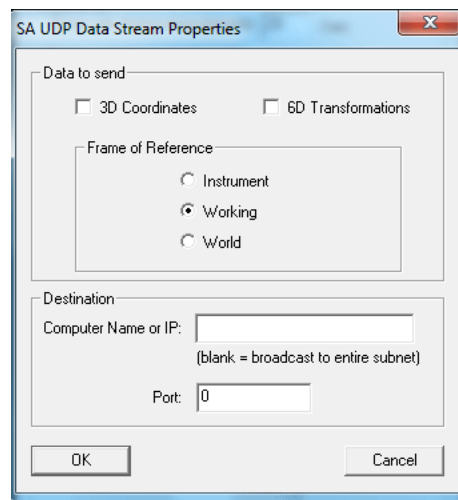 SA UDP Data Stream Properties
Data to send
3D Coordinates 6D Transformations
Frame of Reference
Instrument
Working
World
Destination
Computer Name or IP:
(blank = broadcast to entire subnet)
Port: 0
OK Cancel